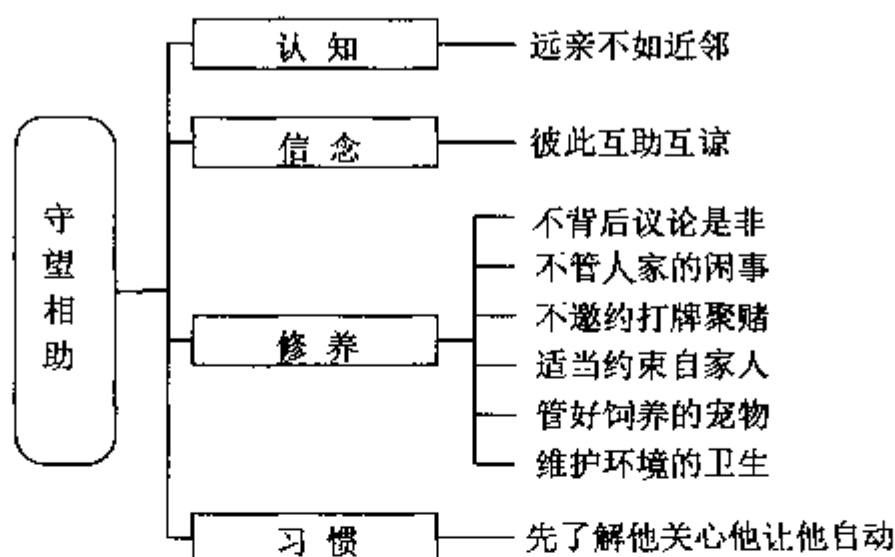 守望相助
认知
远亲不如近邻
信念
彼此互助互谅
修养
不背后议论是非
不管人家的闲事
不邀约打牌聚赌
适当约束自家人
管好饲养的宠物
维护环境的卫生
习惯
先了解他关心他让他自动